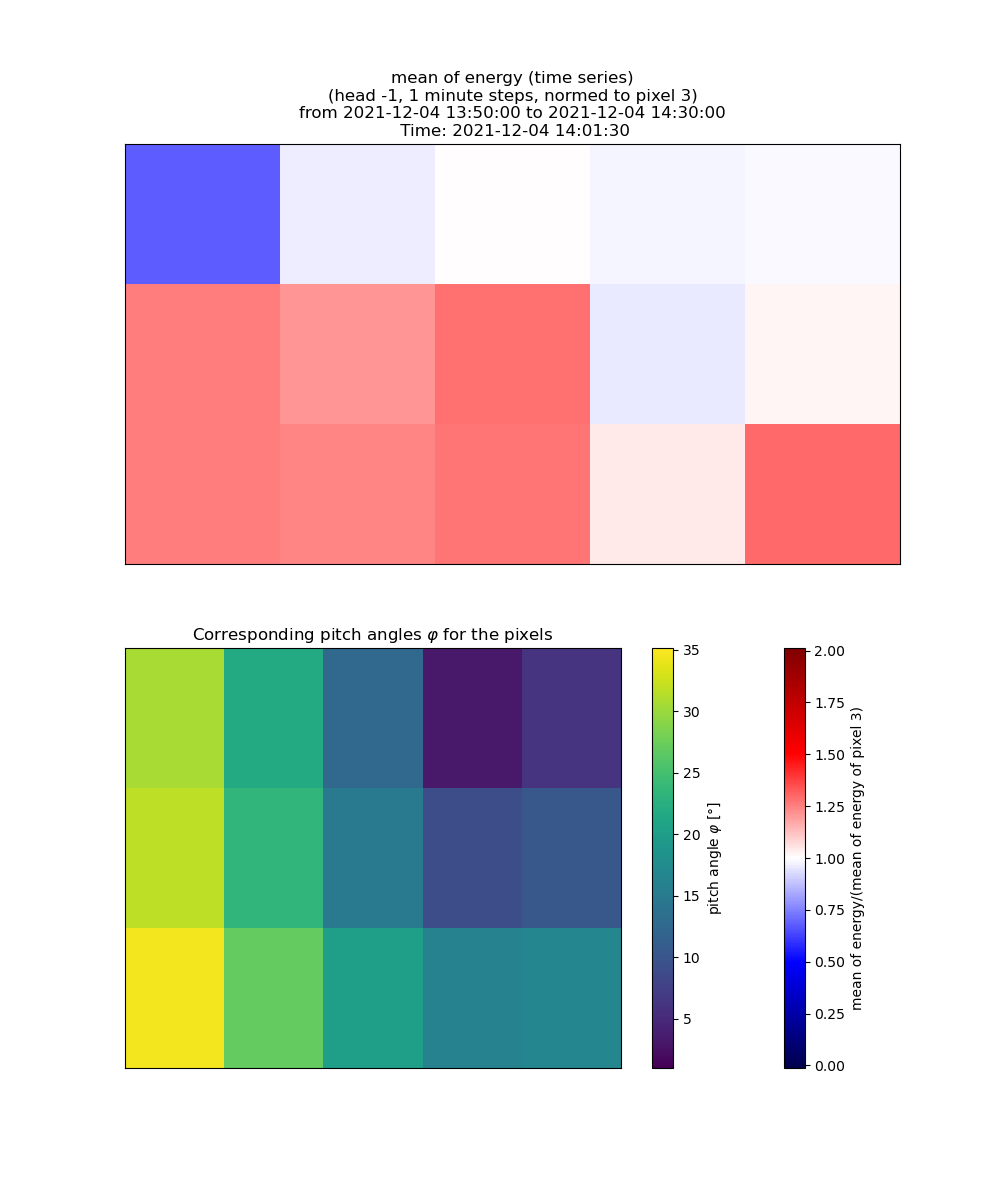 mean of energy (time series)
(head -1, 1 minute steps, normed to pixel 3)
from 2021-12-04 13:50:00 to 2021-12-04 14:30:00
Time: 2021-12-04 14:01:30
Corresponding pitch angles φ for the pixels
35
30
25
20
15
10
5
pitch angle φ [°]
2.00
1.75
1.50
1.25
1.00
0.75
0.50
0.25
0.00
mean of energy/(mean of energy of pixel 3)